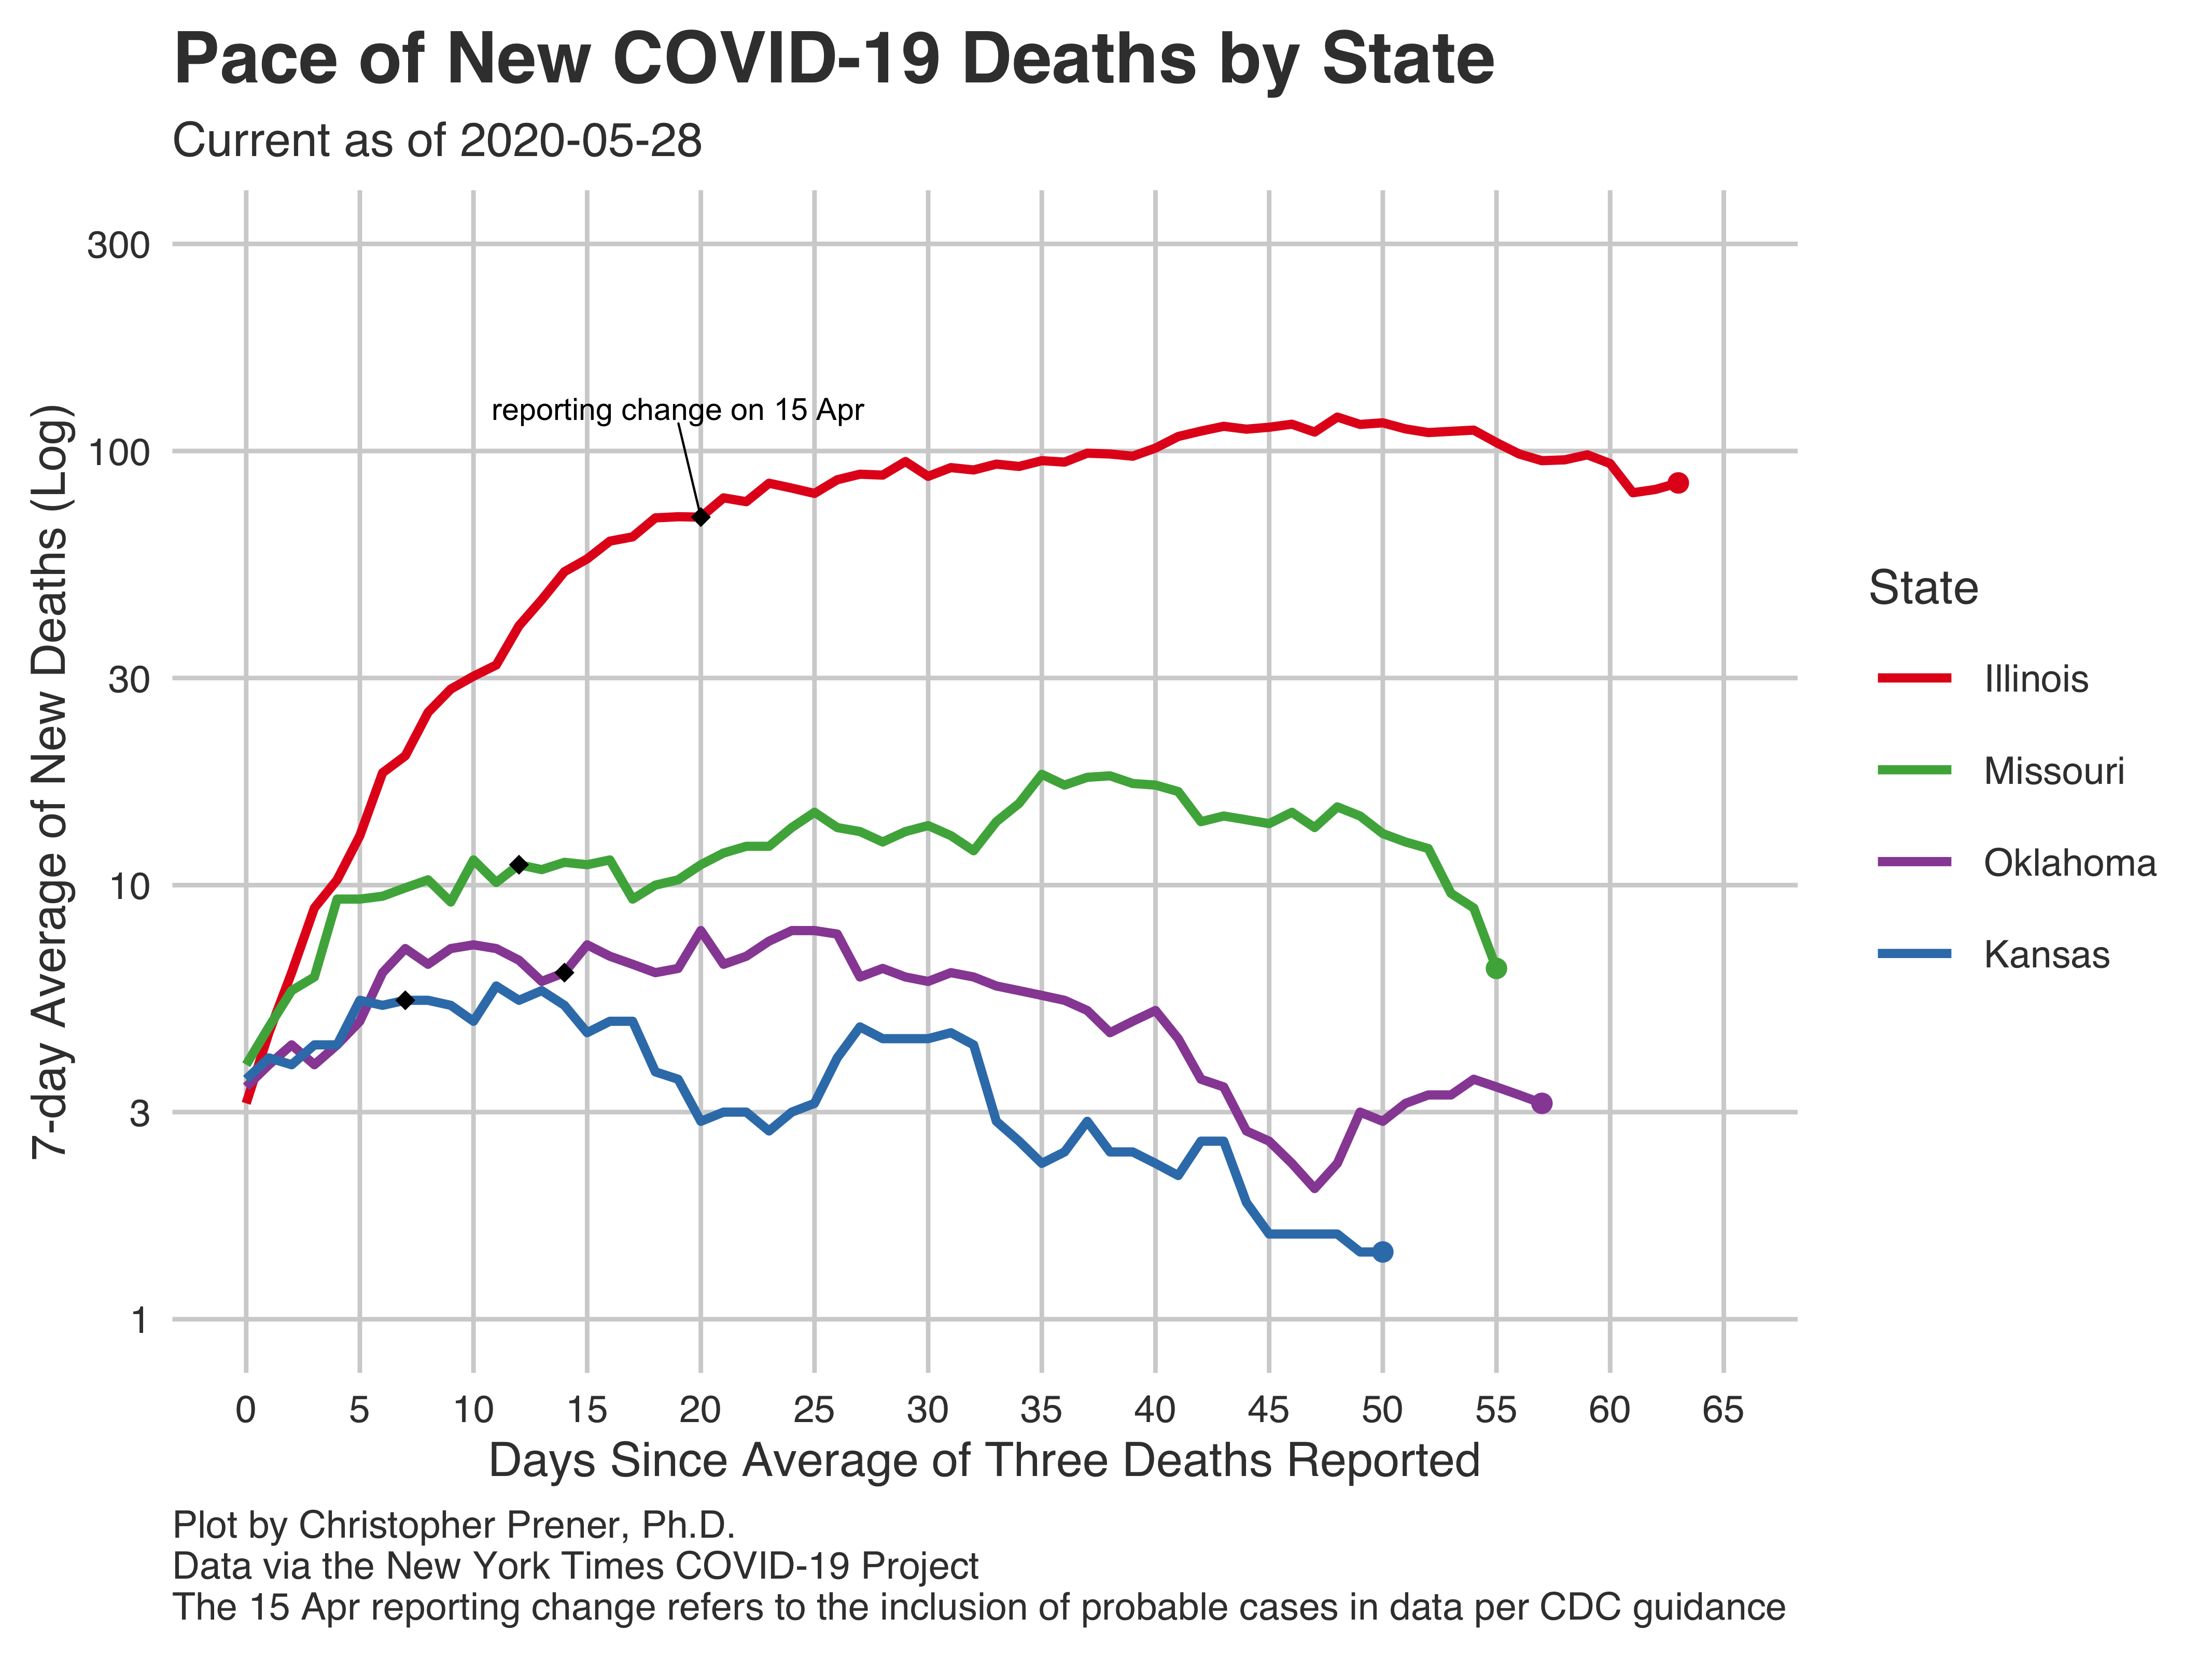 Pace of New COVID-19 Deaths by State
Current as of 2020-05-28
7-day Average of New Deaths (Log)
300
100
30
10
3
1
reporting change on 15 Apr
State
Illinois
Missouri
Oklahoma
Kansas
0 5 10 15 20 25 30 35 40 45 50 55 60 65
Days Since Average of Three Deaths Reported
Plot by Christopher Prener, Ph.D.
Data via the New York Times COVID-19 Project
The 15 Apr reporting change refers to the inclusion of probable cases in data per CDC guidance